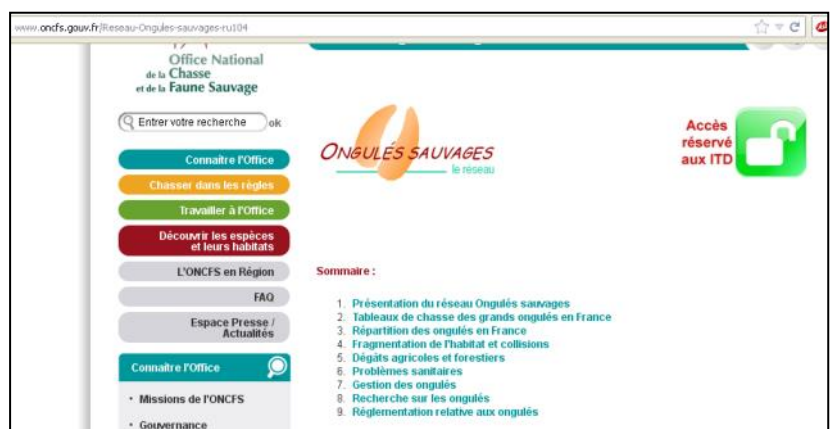 www.oncfs.gouv.fr/Reseau-Ongules-sauvages-ru104
Office National
de la Chasse
et de la Faune Sauvage
Entrer votre recherche
ok
Connaître l'Office
Chasser dans les règles
Travailler à l'Office
Découvrir les espèces
et leurs habitats
L'ONCFS en Région
FAQ
Espace Presse /
Actualités
Connaître l'Office
• Missions de l'ONCFS
• Gouvernance
ONGULÉS SAUVAGES
le réseau
Accès
réservé
aux ITD
Sommaire :
1. Présentation du réseau Ongulés sauvages
2. Tableaux de chasse des grands ongulés en France
3. Répartition des ongulés en France
4. Fragmentation de l'habitat et collisions
5. Dégâts agricoles et forestiers
6. Problèmes sanitaires
7. Gestion des ongulés
8. Recherche sur les ongulés
9. Réglementation relative aux ongulés